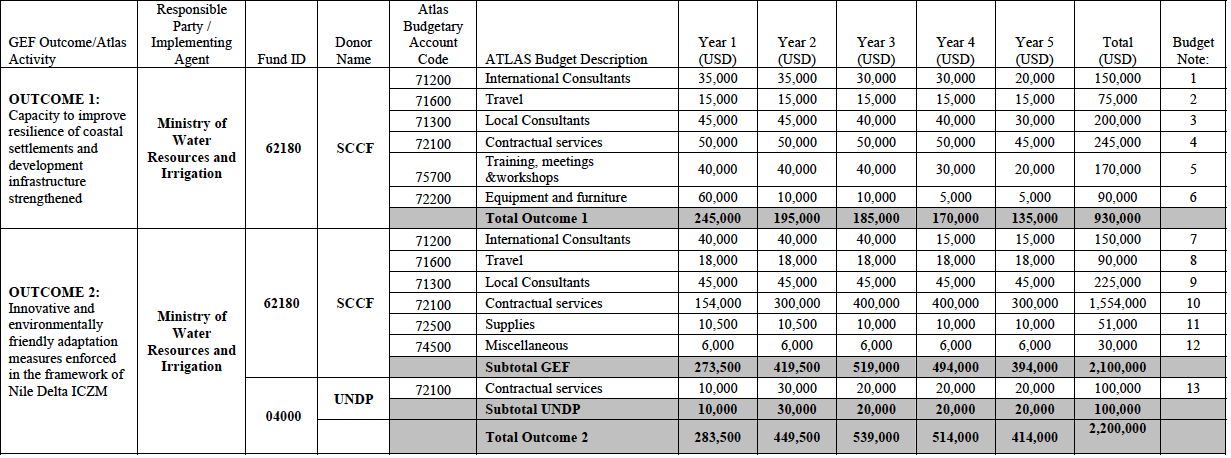 GEF Outcome/Atlas Activity | Responsible Party / Implementing Agent | Fund ID | Donor Name | Atlas Budgetary Account Code | ATLAS Budget Description | Year 1 (USD) | Year 2 (USD) | Year 3 (USD) | Year 4 (USD) | Year 5 (USD) | Total (USD) | Budget Note:
OUTCOME 1:
Capacity to improve
resilience of coastal
settlements and
development
infrastructure
strengthened
Ministry of
Water
Resources and
Irrigation
62180
SCCF
71200 International Consultants 35,000 35,000 30,000 30,000 20,000 150,000 1
71600 Travel 15,000 15,000 15,000 15,000 15,000 75,000 2
71300 Local Consultants 45,000 45,000 40,000 40,000 30,000 200,000 3
72100 Contractual services 50,000 50,000 50,000 50,000 45,000 245,000 4
75700 Training, meetings &workshops 40,000 40,000 40,000 30,000 20,000 170,000 5
72200 Equipment and furniture 60,000 10,000 10,000 5,000 5,000 90,000 6
Total Outcome 1 245,000 195,000 185,000 170,000 135,000 930,000
OUTCOME 2:
Innovative and
environmentally
friendly adaptation
measures enforced
in the framework of
Nile Delta ICZM
Ministry of
Water
Resources and
Irrigation
62180
SCCF
71200 International Consultants 40,000 40,000 40,000 15,000 15,000 150,000 7
71600 Travel 18,000 18,000 18,000 18,000 18,000 90,000 8
71300 Local Consultants 45,000 45,000 45,000 45,000 45,000 225,000 9
72100 Contractual services 154,000 300,000 400,000 400,000 300,000 1,554,000 10
72500 Supplies 10,500 10,500 10,000 10,000 10,000 51,000 11
74500 Miscellaneous 6,000 6,000 6,000 6,000 6,000 30,000 12
Subtotal GEF 273,500 419,500 519,000 494,000 394,000 2,100,000
04000
UNDP
72100 Contractual services 10,000 30,000 20,000 20,000 20,000 100,000 13
Subtotal UNDP 10,000 30,000 20,000 20,000 20,000 100,000
Total Outcome 2 283,500 449,500 539,000 514,000 414,000 2,200,000